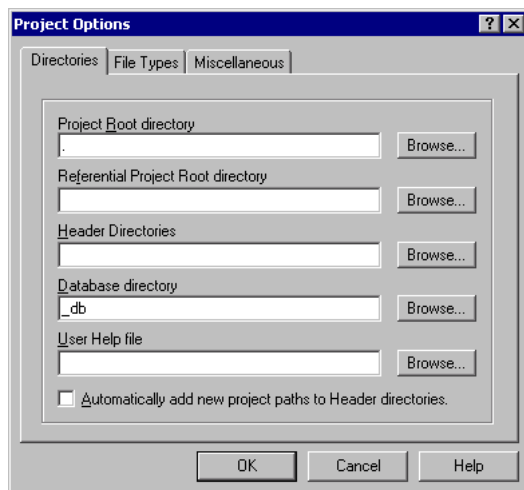 Project Options
Directories File Types Miscellaneous
Project Root directory
. Browse...
Referential Project Root directory
Browse...
Header Directories
Browse...
Database directory
_db Browse...
User Help file
Browse...
Automatically add new project paths to Header directories.
OK Cancel Help